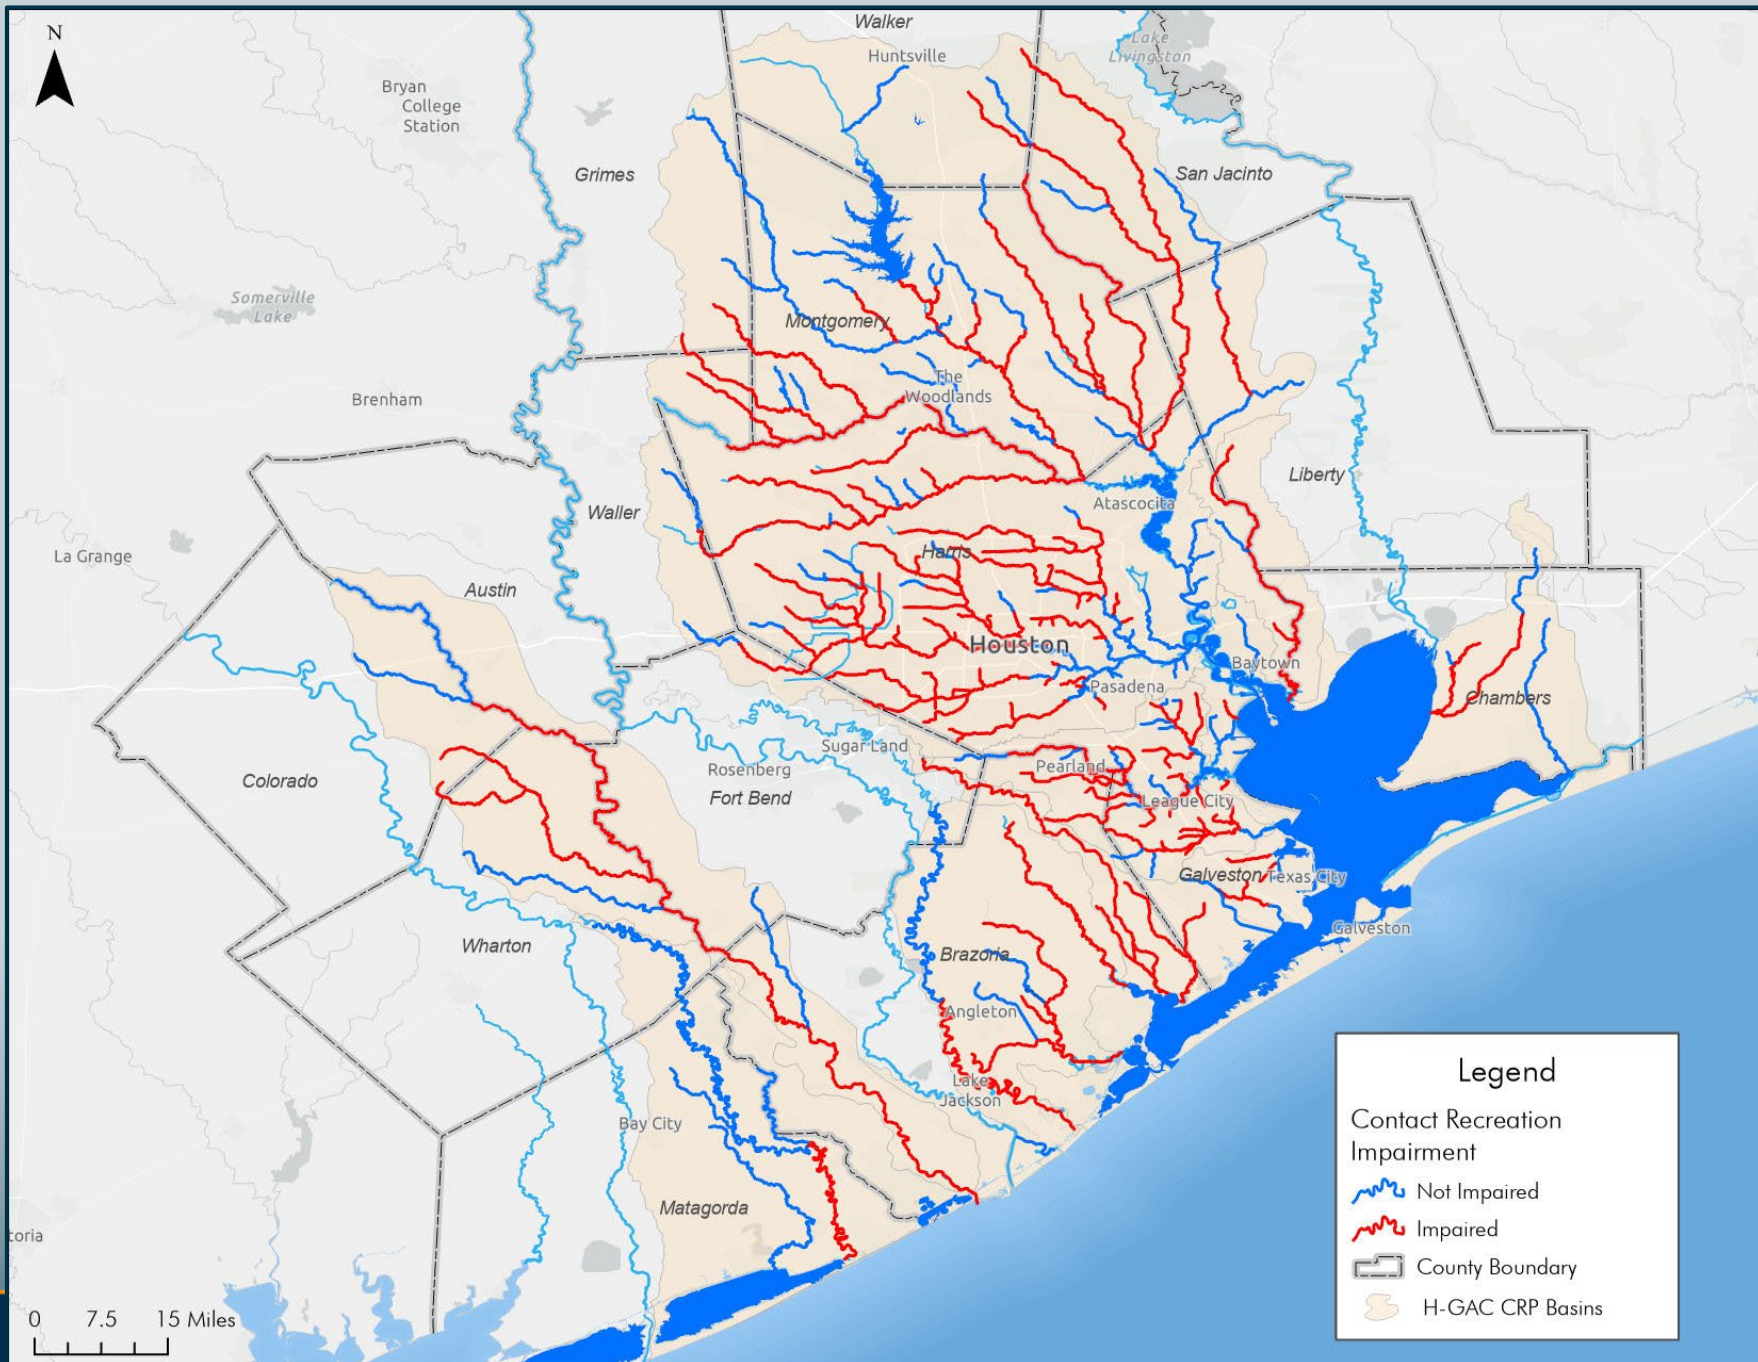 N
Walker
Huntsville
Lake
Livingston
Bryan
College
Station
Grimes
San Jacinto
Somerville
Lake
Montgomery
The
Woodlands
Brenham
Liberty
Waller
Atascocita
La Grange
Harris
Austin
Houston
Baytown
Pasadena
Chambers
Sugar Land
Pearland
Rosenberg
Colorado
Fort Bend
League City
Galveston
Texas City
Galveston
Wharton
Brazoria
Angleton
Lake
Jackson
Bay City
Matagorda
toria
0 7.5 15 Miles
Legend
Contact Recreation
Impairment
Not Impaired
Impaired
County Boundary
H-GAC CRP Basins